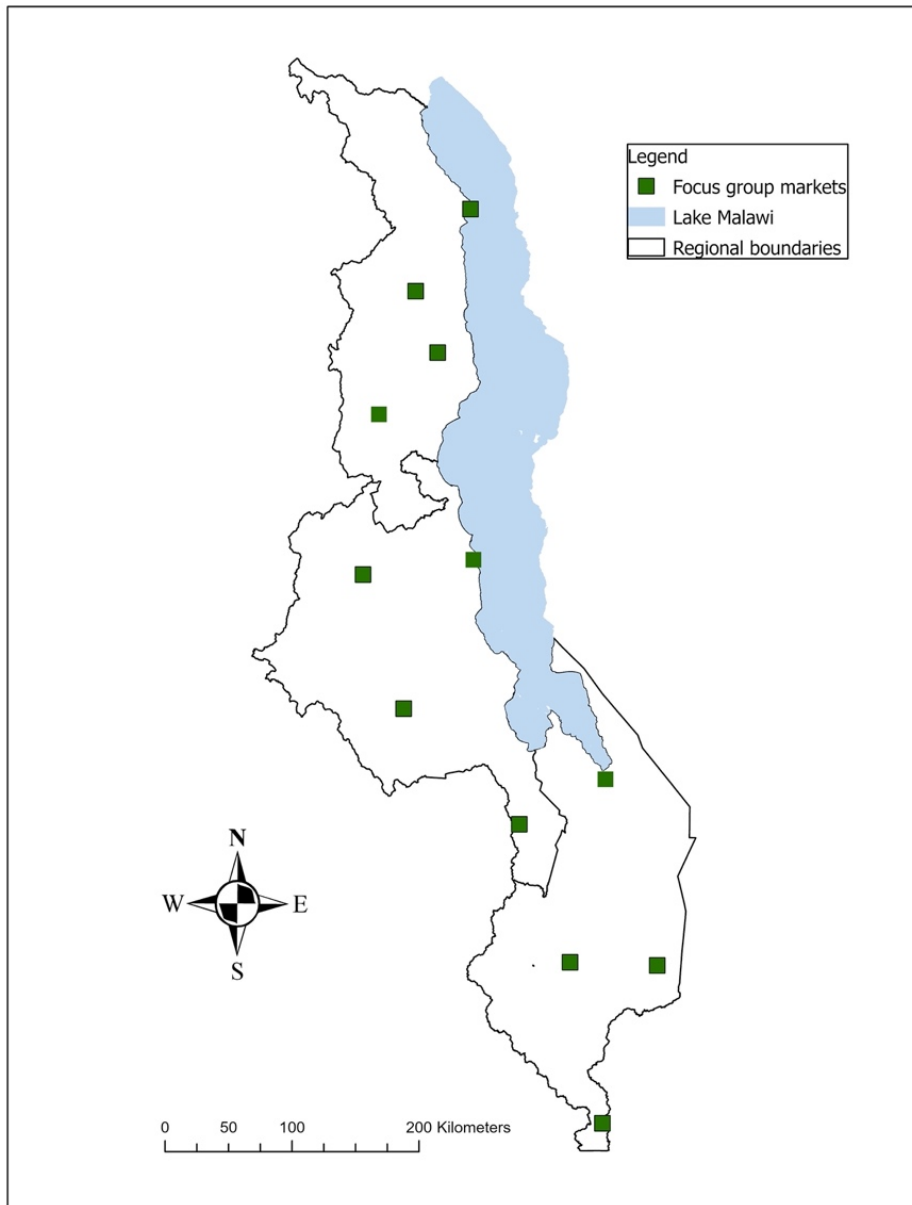 Legend
Focus group markets
Lake Malawi
Regional boundaries
N
W E
S
0 50 100 200 Kilometers